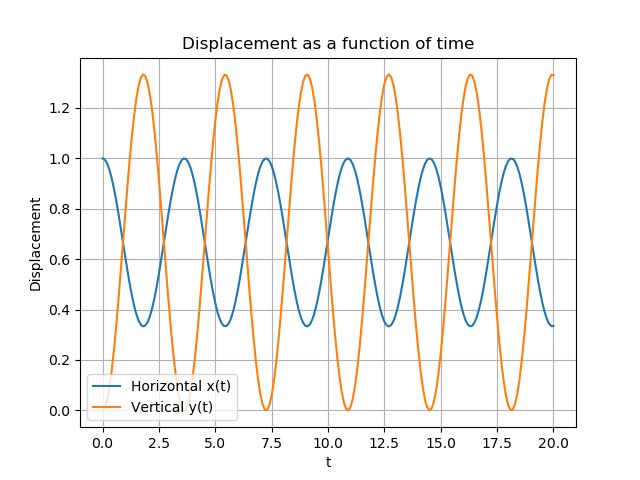 Displacement as a function of time
Displacement
1.2
1.0
0.8
0.6
0.4
0.2
0.0
Horizontal x(t)
Vertical y(t)
0.0 2.5 5.0 7.5 10.0 12.5 15.0 17.5 20.0
t